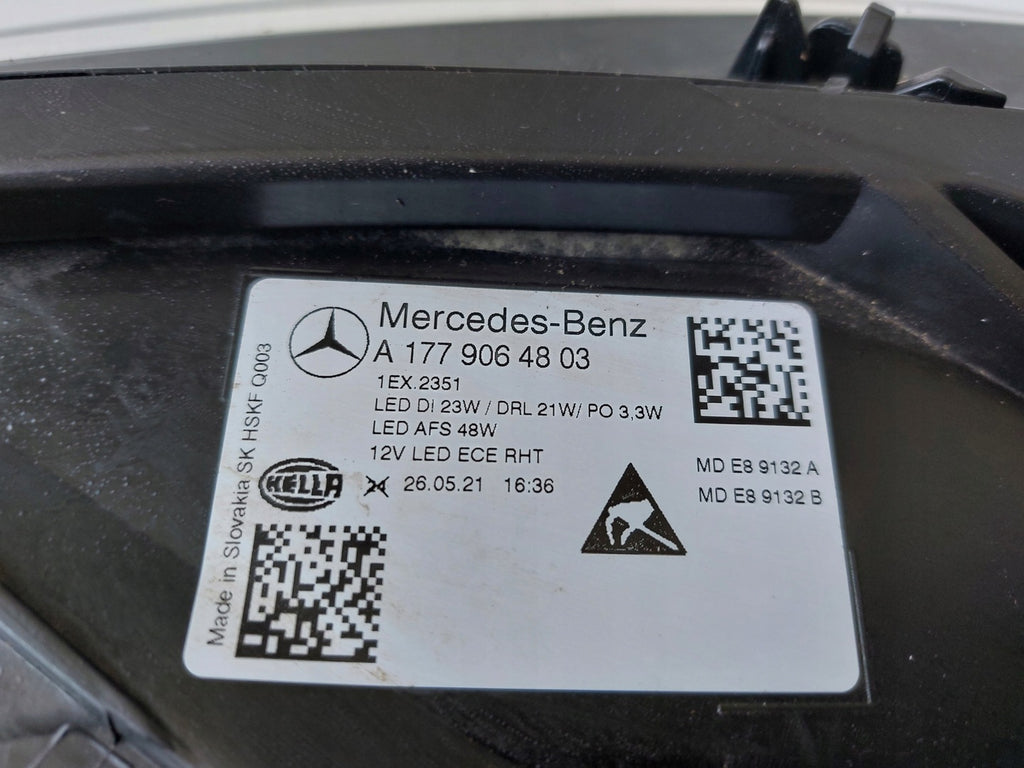 Mercedes-Benz
A 177 906 48 03
1EX.2351
LED DI 23W / DRL 21W/ PO 3,3W
LED AFS 48W
12V LED ECE RHT
HELLA
26.05.21 16:36
MD E8 9132 A
MD E8 9132 B
Made in Slovakia SK HSKF Q003